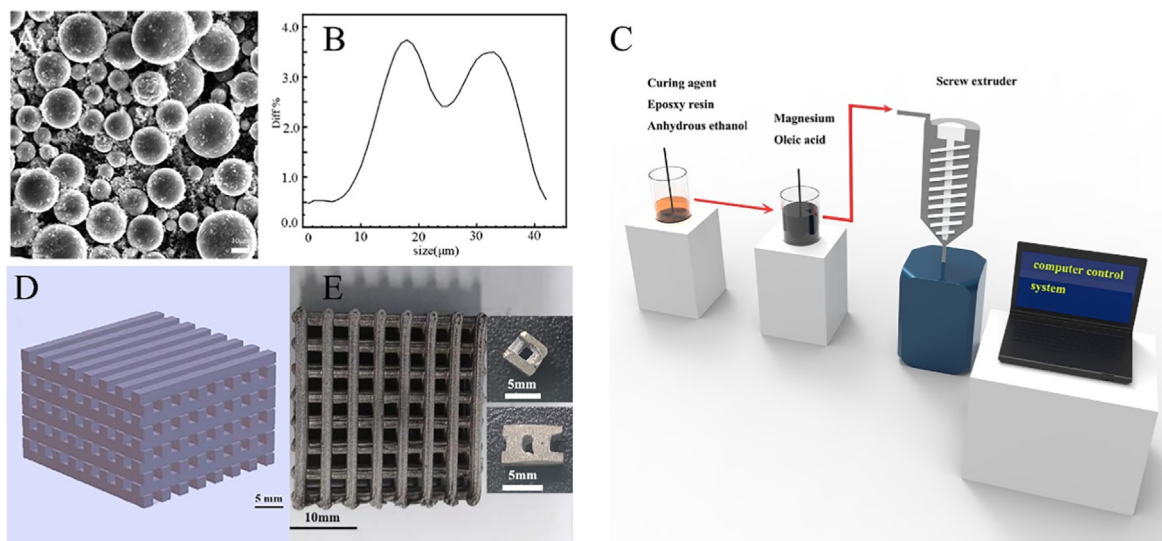 A
10μm
B
4.0
3.0
2.0
1.0
0.0
Diff %
0
10
20
30
40
size(μm)
C
Curing agent
Eposxy resin
Anhydrous ethanol
Magnesium
Oleic acid
Screw extruder
computer control
system
D
5 mm
E
10mm
5mm
5mm